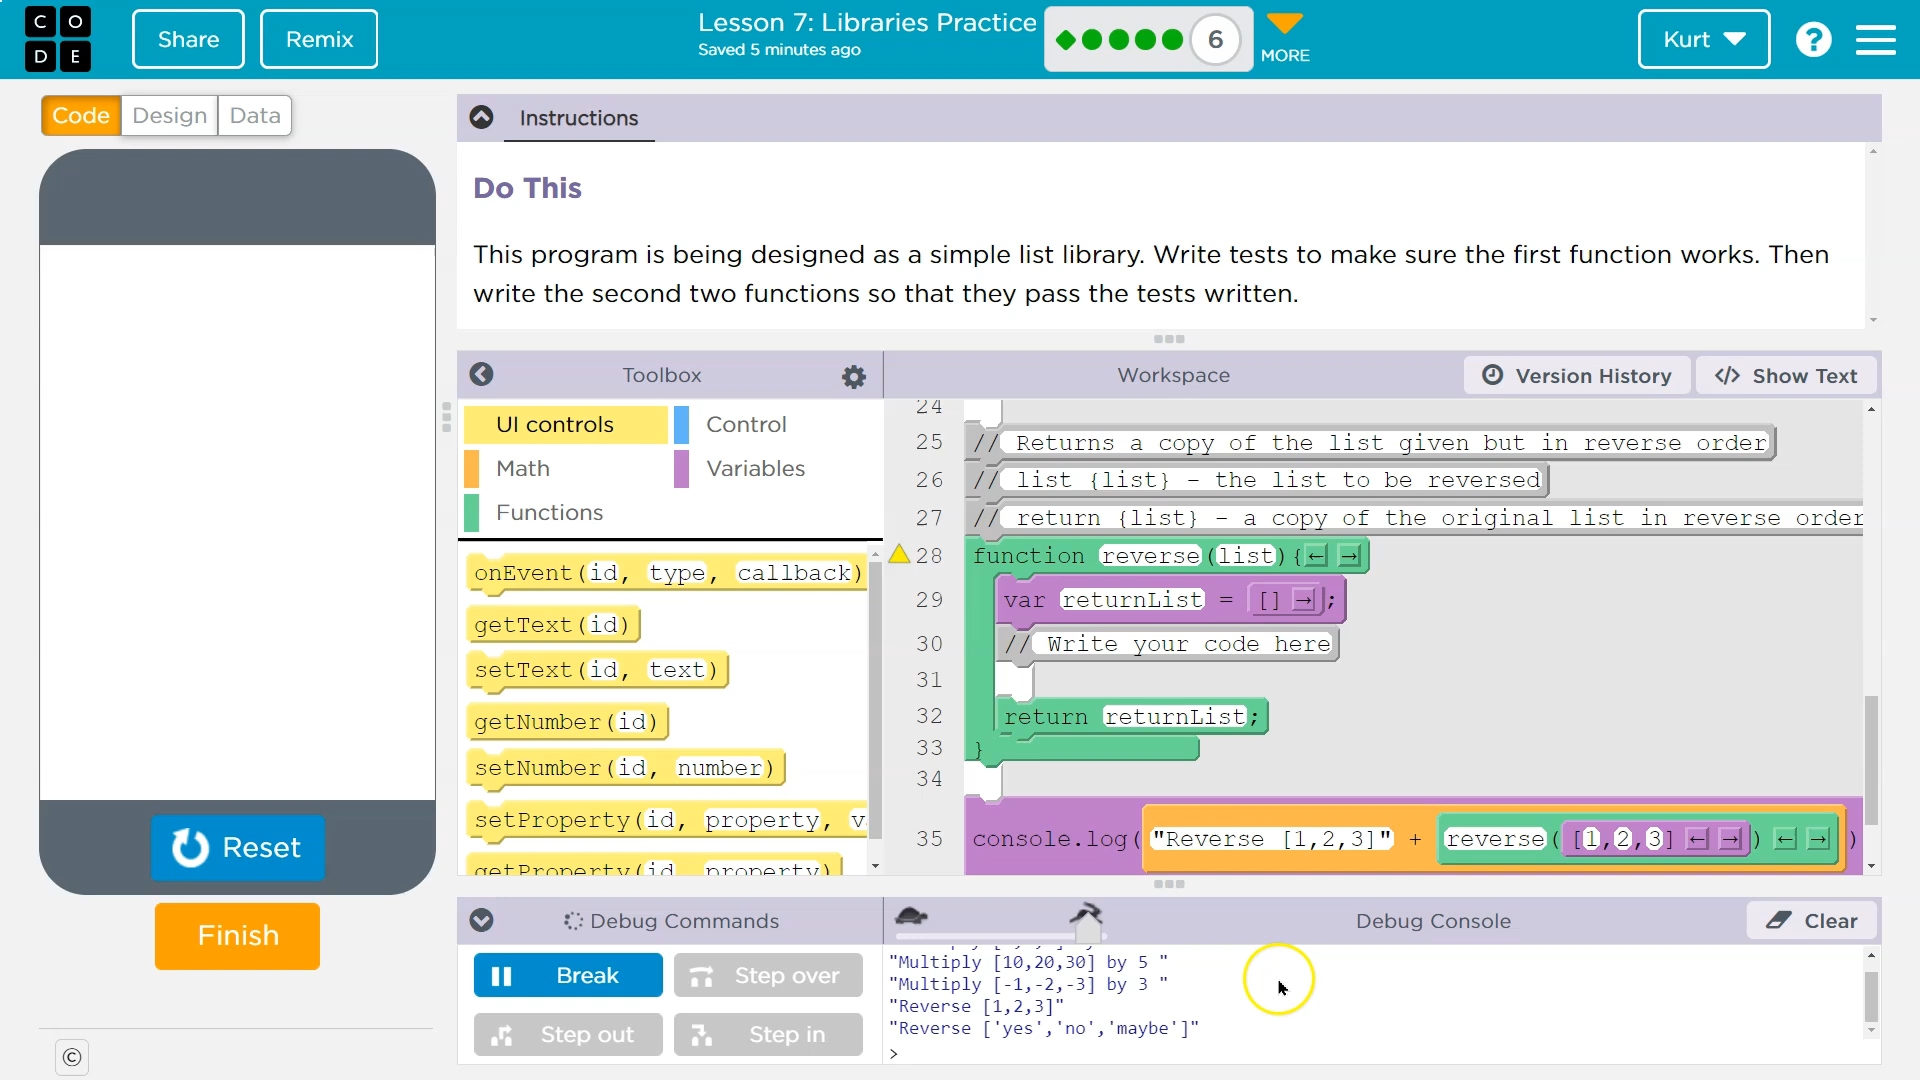 CODE
Share
Remix
Lesson 7: Libraries Practice
Saved 5 minutes ago
6
MORE
Kurt
?
Code Design Data
Instructions
Do This
This program is being designed as a simple list library. Write tests to make sure the first function works. Then
write the second two functions so that they pass the tests written.
Toolbox
Workspace
Version History
</> Show Text
UI controls
Control
Math
Variables
Functions
onEvent(id, type, callback)
getText(id)
setText(id, text)
getNumber(id)
setNumber(id, number)
setProperty(id, property, v
getProperty(id, property)
24
25 // Returns a copy of the list given but in reverse order
26 // list {list} - the list to be reversed
27 // return {list} - a copy of the original list in reverse order
28 function reverse(list){← →
29 var returnList = [] →;
30 // Write your code here
31
32 return returnList;
33 }
34
35 console.log("Reverse [1,2,3]" + reverse([1,2,3] ← →) ← →)
Reset
Finish
Debug Commands
Debug Console
Clear
Break
Step over
Step out
Step in
"Multiply [10,20,30] by 5 "
"Multiply [-1,-2,-3] by 3 "
"Reverse [1,2,3]"
"Reverse ['yes','no','maybe']"
>
©